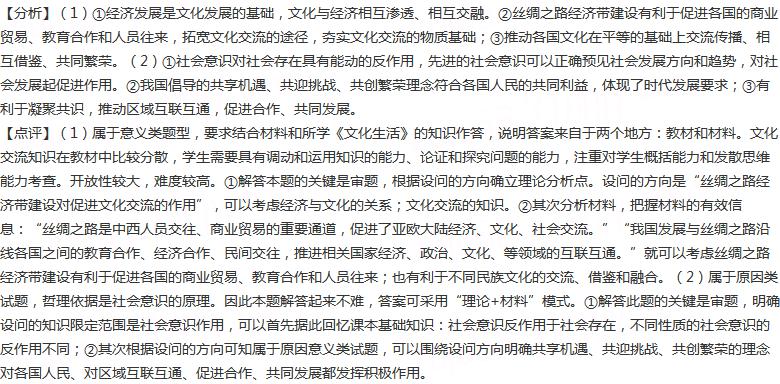 【分析】（1）①经济发展是文化发展的基础，文化与经济相互渗透、相互交融。②丝绸之路经济带建设有利于促进各国的商业
贸易、教育合作和人员往来，拓宽文化交流的途径，夯实文化交流的物质基础；③推动各国文化在平等的基础上交流传播、相
互借鉴、共同繁荣。（2）①社会意识对社会存在具有能动的反作用，先进的社会意识可以正确预见社会发展方向和趋势，对社
会发展起促进作用。②我国倡导的共享机遇、共迎挑战、共创繁荣理念符合各国人民的共同利益，体现了时代发展要求；③有
利于凝聚共识，推动区域互联互通，促进合作、共同发展。
【点评】（1）属于意义类题型，要求结合材料和所学《文化生活》的知识作答，说明答案来自于两个地方：教材和材料。文化
交流知识在教材中比较分散，学生需要具有调动和运用知识的能力、论证和探究问题的能力，注重对学生概括能力和发散思维
能力考查。开放性较大，难度较高。①解答本题的关键是审题，根据设问的方向确立理论分析点。设问的方向是“丝绸之路经
济带建设对促进文化交流的作用”，可以考虑经济与文化的关系；文化交流的知识。②其次分析材料，把握材料的有效信
息：“丝绸之路是中西人员交往、商业贸易的重要通道，促进了亚欧大陆经济、文化、社会交流。”“我国发展与丝绸之路沿
线各国之间的教育合作、经济合作、民间交往，推进相关国家经济、政治、文化、等领域的互联互通。”就可以考虑丝绸之路
经济带建设有利于促进各国的商业贸易、教育合作和人员往来；也有利于不同民族文化的交流、借鉴和融合。（2）属于原因类
试题，哲理依据是社会意识的原理。因此本题解答起来不难，答案可采用“理论+材料”模式。①解答此题的关键是审题，明确
设问的知识限定范围是社会意识作用，可以首先据此回忆课本基础知识：社会意识反作用于社会存在，不同性质的社会意识的
反作用不同；②其次根据设问的方向可知属于原因意义类试题，可以围绕设问方向明确共享机遇、共迎挑战、共创繁荣的理念
对各国人民、对区域互联互通、促进合作、共同发展都发挥积极作用。